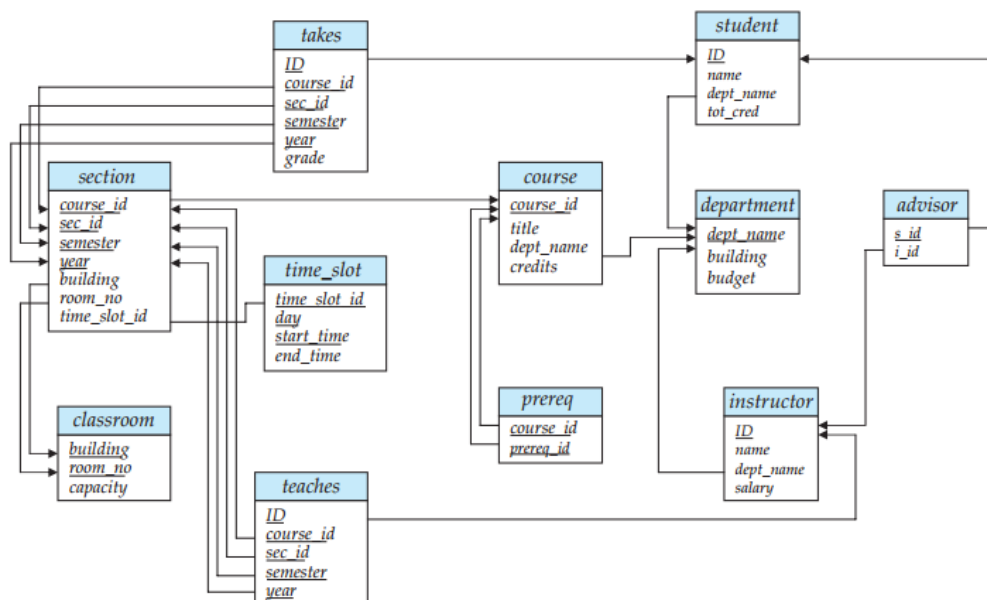 takes
ID
course_id
sec_id
semester
year
grade
student
ID
name
dept_name
tot_cred
section
course_id
sec_id
semester
year
building
room_no
time_slot_id
course
course_id
title
dept_name
credits
department
dept_name
building
budget
advisor
s_id
i_id
time_slot
time_slot_id
day
start_time
end_time
classroom
building
room_no
capacity
prereq
course_id
prereq_id
instructor
ID
name
dept_name
salary
teaches
ID
course_id
sec_id
semester
year